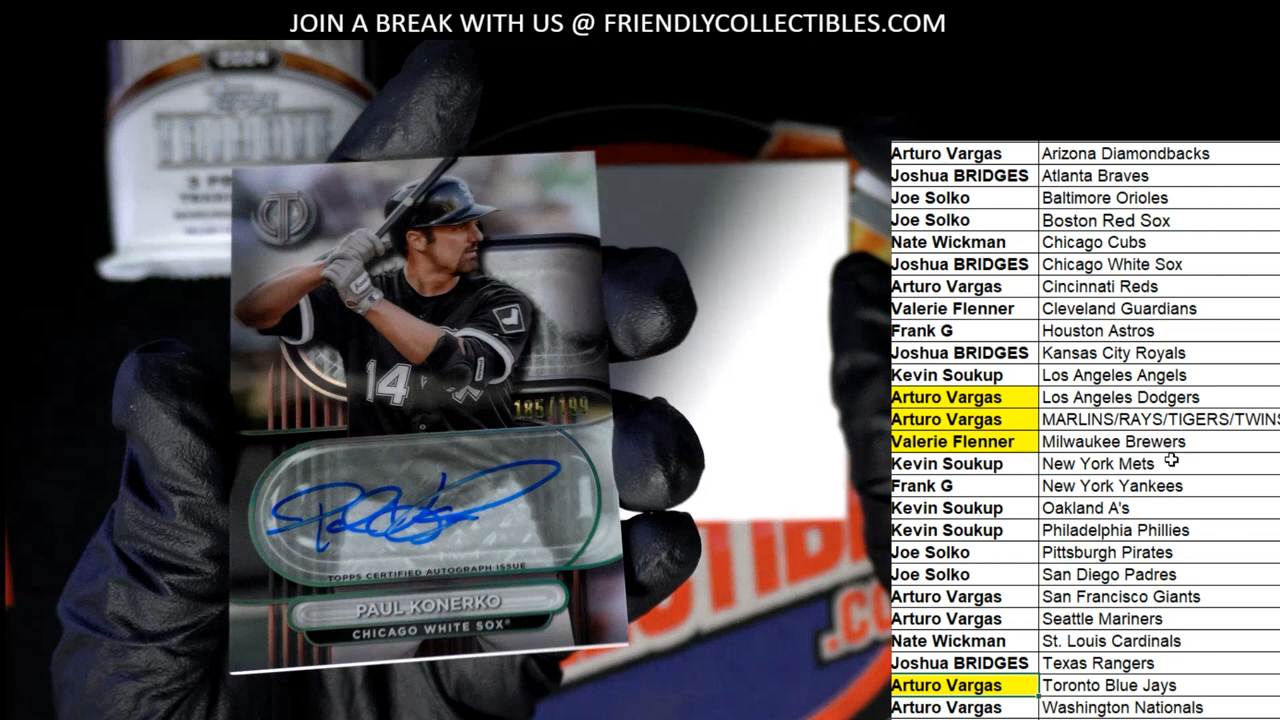 JOIN A BREAK WITH US @ FRIENDLYCOLLECTIBLES.COM
2024
Topps
TRIBUTE
T
14
185/199
TOPPS CERTIFIED AUTOGRAPH ISSUE
PAUL KONERKO
CHICAGO WHITE SOX®
.CO
Arturo Vargas Arizona Diamondbacks
Joshua BRIDGES Atlanta Braves
Joe Solko Baltimore Orioles
Joe Solko Boston Red Sox
Nate Wickman Chicago Cubs
Joshua BRIDGES Chicago White Sox
Arturo Vargas Cincinnati Reds
Valerie Flenner Cleveland Guardians
Frank G Houston Astros
Joshua BRIDGES Kansas City Royals
Kevin Soukup Los Angeles Angels
Arturo Vargas Los Angeles Dodgers
Arturo Vargas MARLINS/RAYS/TIGERS/TWINS
Valerie Flenner Milwaukee Brewers
Kevin Soukup New York Mets
Frank G New York Yankees
Kevin Soukup Oakland A's
Kevin Soukup Philadelphia Phillies
Joe Solko Pittsburgh Pirates
Joe Solko San Diego Padres
Arturo Vargas San Francisco Giants
Arturo Vargas Seattle Mariners
Nate Wickman St. Louis Cardinals
Joshua BRIDGES Texas Rangers
Arturo Vargas Toronto Blue Jays
Arturo Vargas Washington Nationals